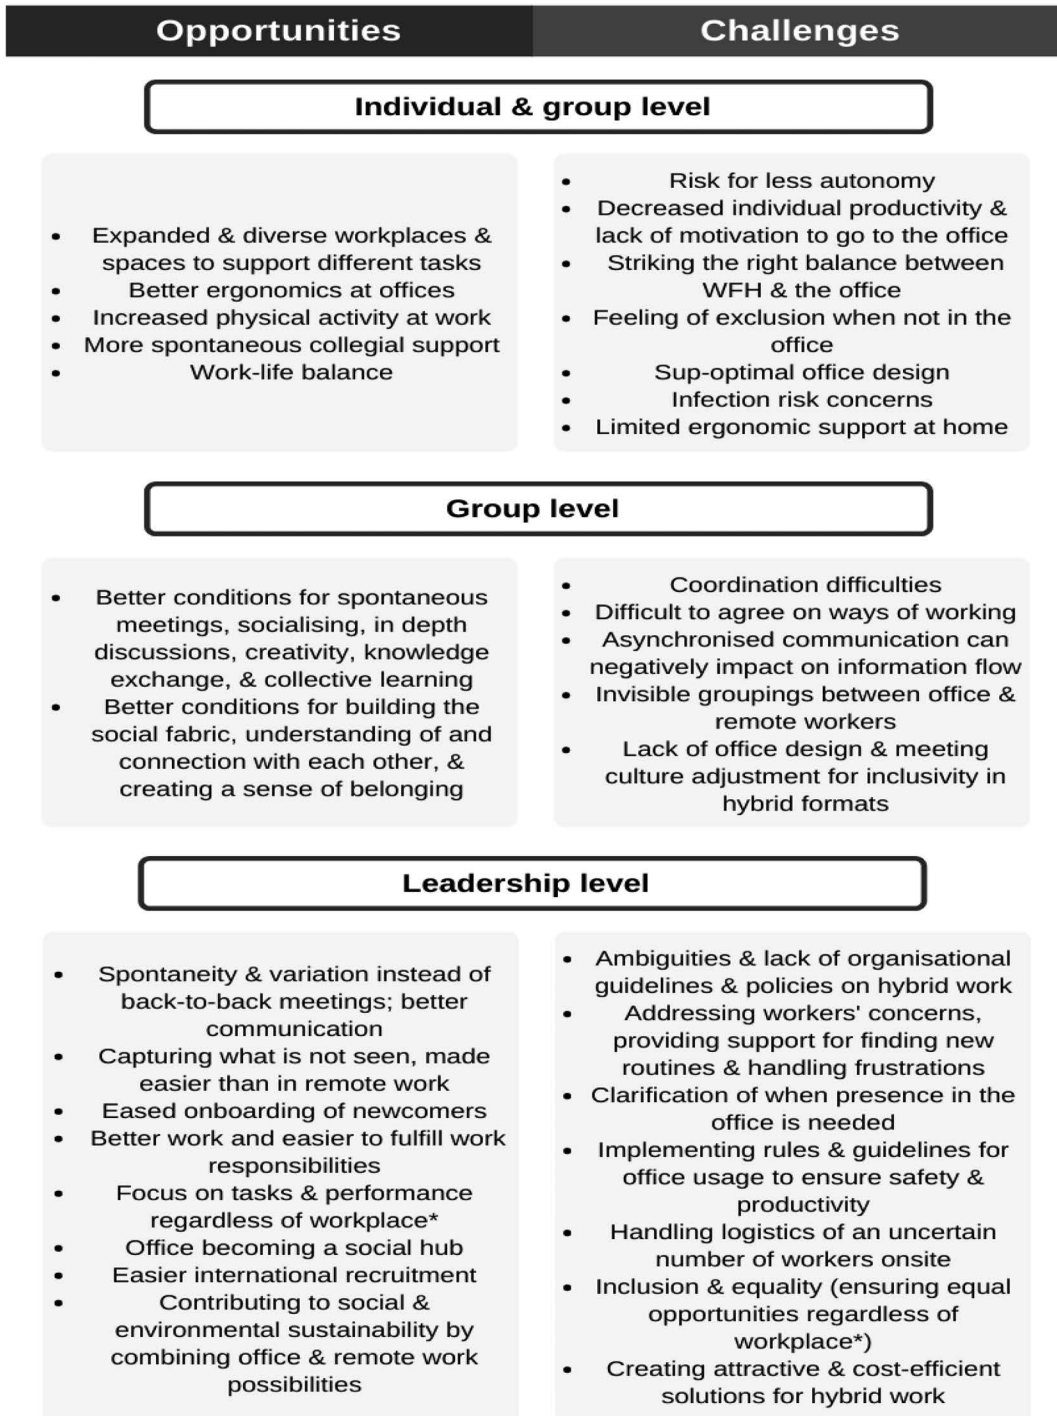 Opportunities
Challenges
Individual & group level
• Expanded & diverse workplaces &
spaces to support different tasks
• Better ergonomics at offices
• Increased physical activity at work
• More spontaneous collegial support
• Work-life balance
• Risk for less autonomy
• Decreased individual productivity &
lack of motivation to go to the office
• Striking the right balance between
WFH & the office
• Feeling of exclusion when not in the
office
• Sup-optimal office design
• Infection risk concerns
• Limited ergonomic support at home
Group level
• Better conditions for spontaneous
meetings, socialising, in depth
discussions, creativity, knowledge
exchange, & collective learning
• Better conditions for building the
social fabric, understanding of and
connection with each other, &
creating a sense of belonging
• Coordination difficulties
• Difficult to agree on ways of working
• Asynchronised communication can
negatively impact on information flow
• Invisible groupings between office &
remote workers
• Lack of office design & meeting
culture adjustment for inclusivity in
hybrid formats
Leadership level
• Spontaneity & variation instead of
back-to-back meetings; better
communication
• Capturing what is not seen, made
easier than in remote work
• Eased onboarding of newcomers
• Better work and easier to fulfill work
responsibilities
• Focus on tasks & performance
regardless of workplace*
• Office becoming a social hub
• Easier international recruitment
• Contributing to social &
environmental sustainability by
combining office & remote work
possibilities
• Ambiguities & lack of organisational
guidelines & policies on hybrid work
• Addressing workers' concerns,
providing support for finding new
routines & handling frustrations
• Clarification of when presence in the
office is needed
• Implementing rules & guidelines for
office usage to ensure safety &
productivity
• Handling logistics of an uncertain
number of workers onsite
• Inclusion & equality (ensuring equal
opportunities regardless of
workplace*)
• Creating attractive & cost-efficient
solutions for hybrid work